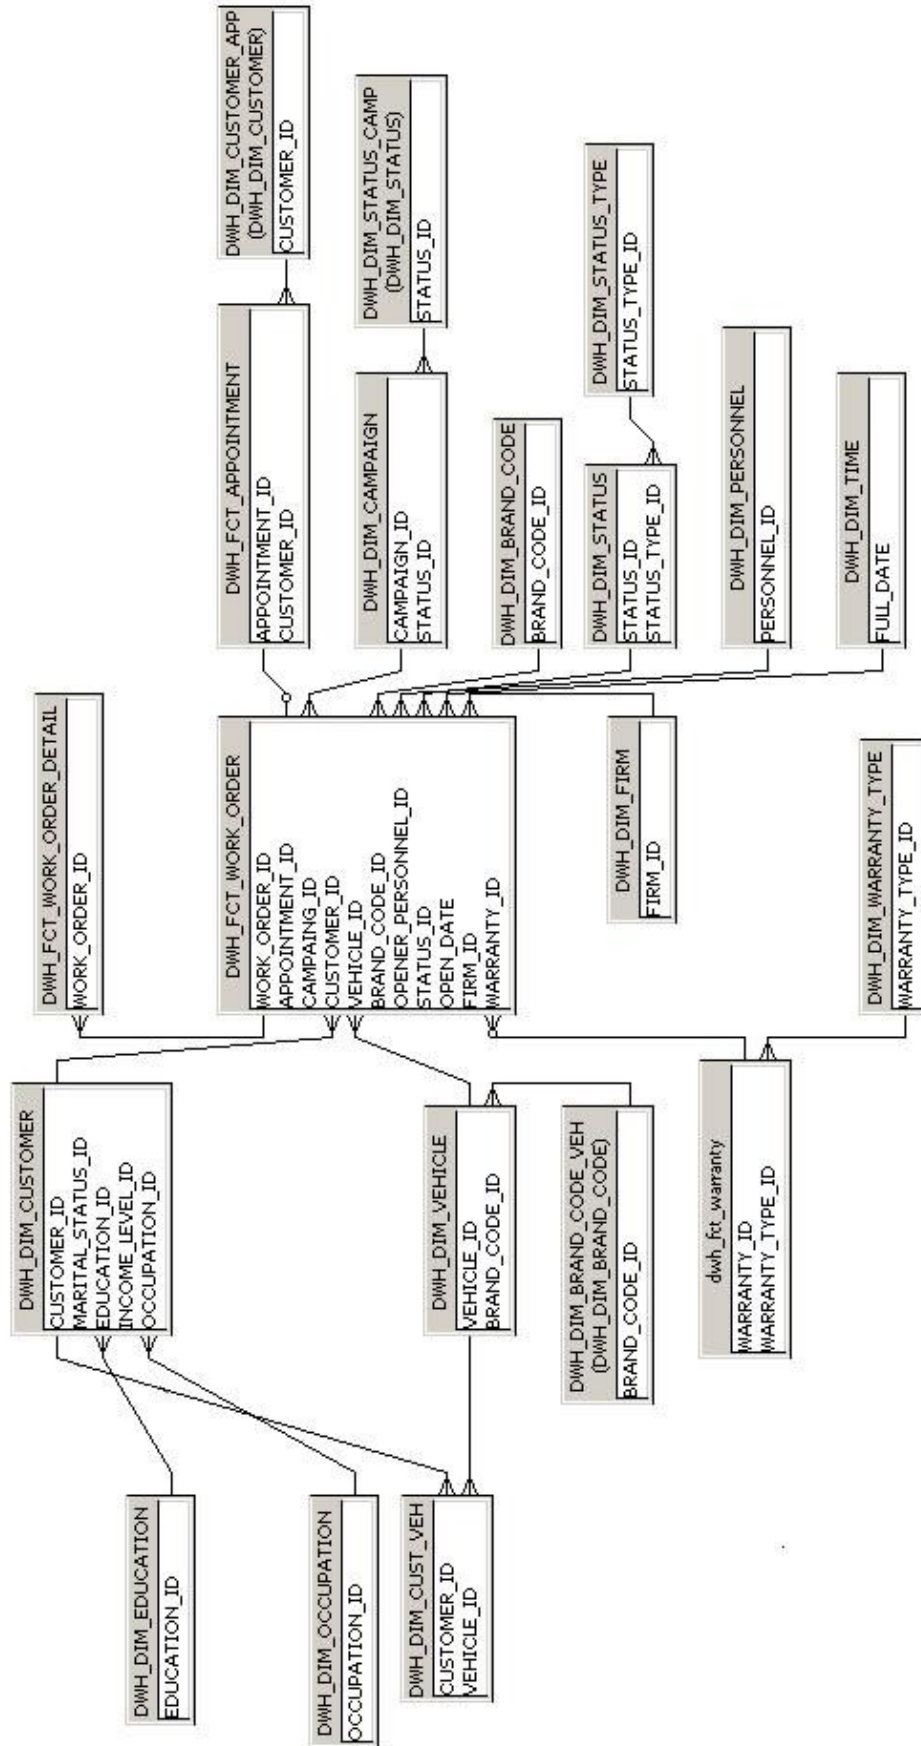 DWH_DIM_EDUCATION
EDUCATION_ID
DWH_DIM_OCCUPATION
OCCUPATION_ID
DWH_DIM_CUST_VEH
CUSTOMER_ID
VEHICLE_ID
DWH_DIM_CUSTOMER
CUSTOMER_ID
MARITAL_STATUS_ID
EDUCATION_ID
INCOME_LEVEL_ID
OCCUPATION_ID
DWH_DIM_VEHICLE
VEHICLE_ID
BRAND_CODE_ID
DWH_DIM_BRAND_CODE_VEH
(DWH_DIM_BRAND_CODE)
BRAND_CODE_ID
dwh_fct_warranty
WARRANTY_ID
WARRANTY_TYPE_ID
DWH_FCT_WORK_ORDER_DETAIL
WORK_ORDER_ID
DWH_FCT_WORK_ORDER
WORK_ORDER_ID
APPOINTMENT_ID
CAMPAING_ID
CUSTOMER_ID
VEHICLE_ID
BRAND_CODE_ID
OPENER_PERSONNEL_ID
STATUS_ID
OPEN_DATE
FIRM_ID
WARRANTY_ID
DWH_DIM_FIRM
FIRM_ID
DWH_DIM_WARRANTY_TYPE
WARRANTY_TYPE_ID
DWH_FCT_APPOINTMENT
APPOINTMENT_ID
CUSTOMER_ID
DWH_DIM_CAMPAIGN
CAMPAIGN_ID
STATUS_ID
DWH_DIM_BRAND_CODE
BRAND_CODE_ID
DWH_DIM_STATUS
STATUS_ID
STATUS_TYPE_ID
DWH_DIM_PERSONNEL
PERSONNEL_ID
DWH_DIM_TIME
FULL_DATE
DWH_DIM_CUSTOMER_APP
(DWH_DIM_CUSTOMER)
CUSTOMER_ID
DWH_DIM_STATUS_CAMP
(DWH_DIM_STATUS)
STATUS_ID
DWH_DIM_STATUS_TYPE
STATUS_TYPE_ID